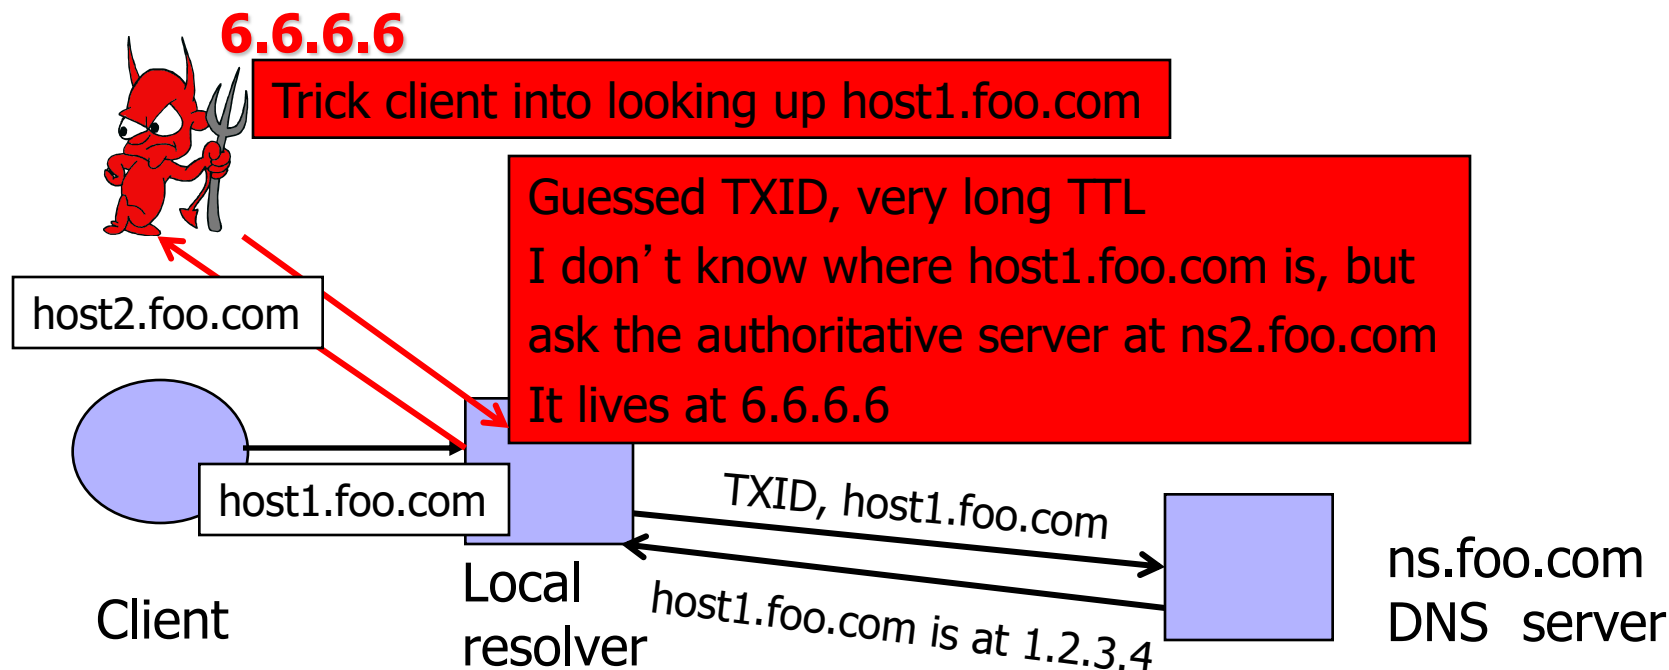 6.6.6.6
Trick client into looking up host1.foo.com
Guessed TXID, very long TTL
I don’t know where host1.foo.com is, but
ask the authoritative server at ns2.foo.com
It lives at 6.6.6.6
host2.foo.com
host1.foo.com
TXID, host1.foo.com
host1.foo.com is at 1.2.3.4
Client
Local
resolver
ns.foo.com
DNS server